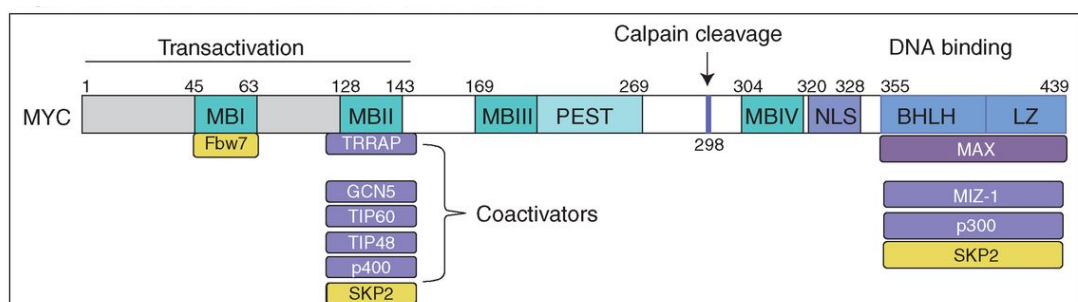 Transactivation
Calpain cleavage
DNA binding
1 45 63 128 143 169 269 304 320 328 355 439
MYC MBI MBII MBIII PEST MBIV NLS BHLH LZ
Fbw7 TRRAP 298 MAX
GCN5 MIZ-1
TIP60 Coactivators p300
TIP48 SKP2
p400
SKP2